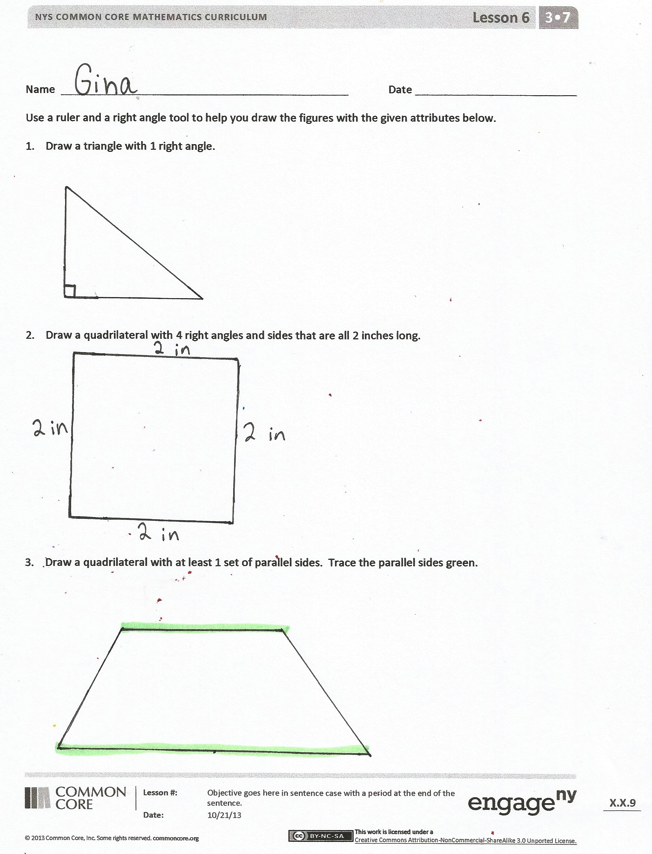 NYS COMMON CORE MATHEMATICS CURRICULUM
Lesson 6
3•7
Name Gina
Date
Use a ruler and a right angle tool to help you draw the figures with the given attributes below.
1. Draw a triangle with 1 right angle.
2. Draw a quadrilateral with 4 right angles and sides that are all 2 inches long.
2 in
2 in
2 in
2 in
3. Draw a quadrilateral with at least 1 set of parallel sides. Trace the parallel sides green.
COMMON
CORE
Lesson #:
Objective goes here in sentence case with a period at the end of the
sentence.
Date:
10/21/13
engageny
X.X.9
© 2013 Common Core, Inc. Some rights reserved. commoncore.org
cc BY-NC-SA
This work is licensed under a
Creative Commons Attribution-NonCommercial-ShareAlike 3.0 Unported License.